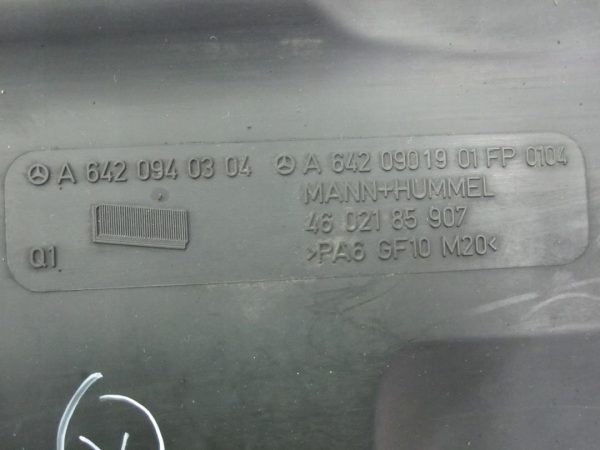 A 642 094 03 04
A 642 09019 01 FP 0104
MANN+HUMMEL
46 021 85 907
Q1
>PA6 GF10 M20<